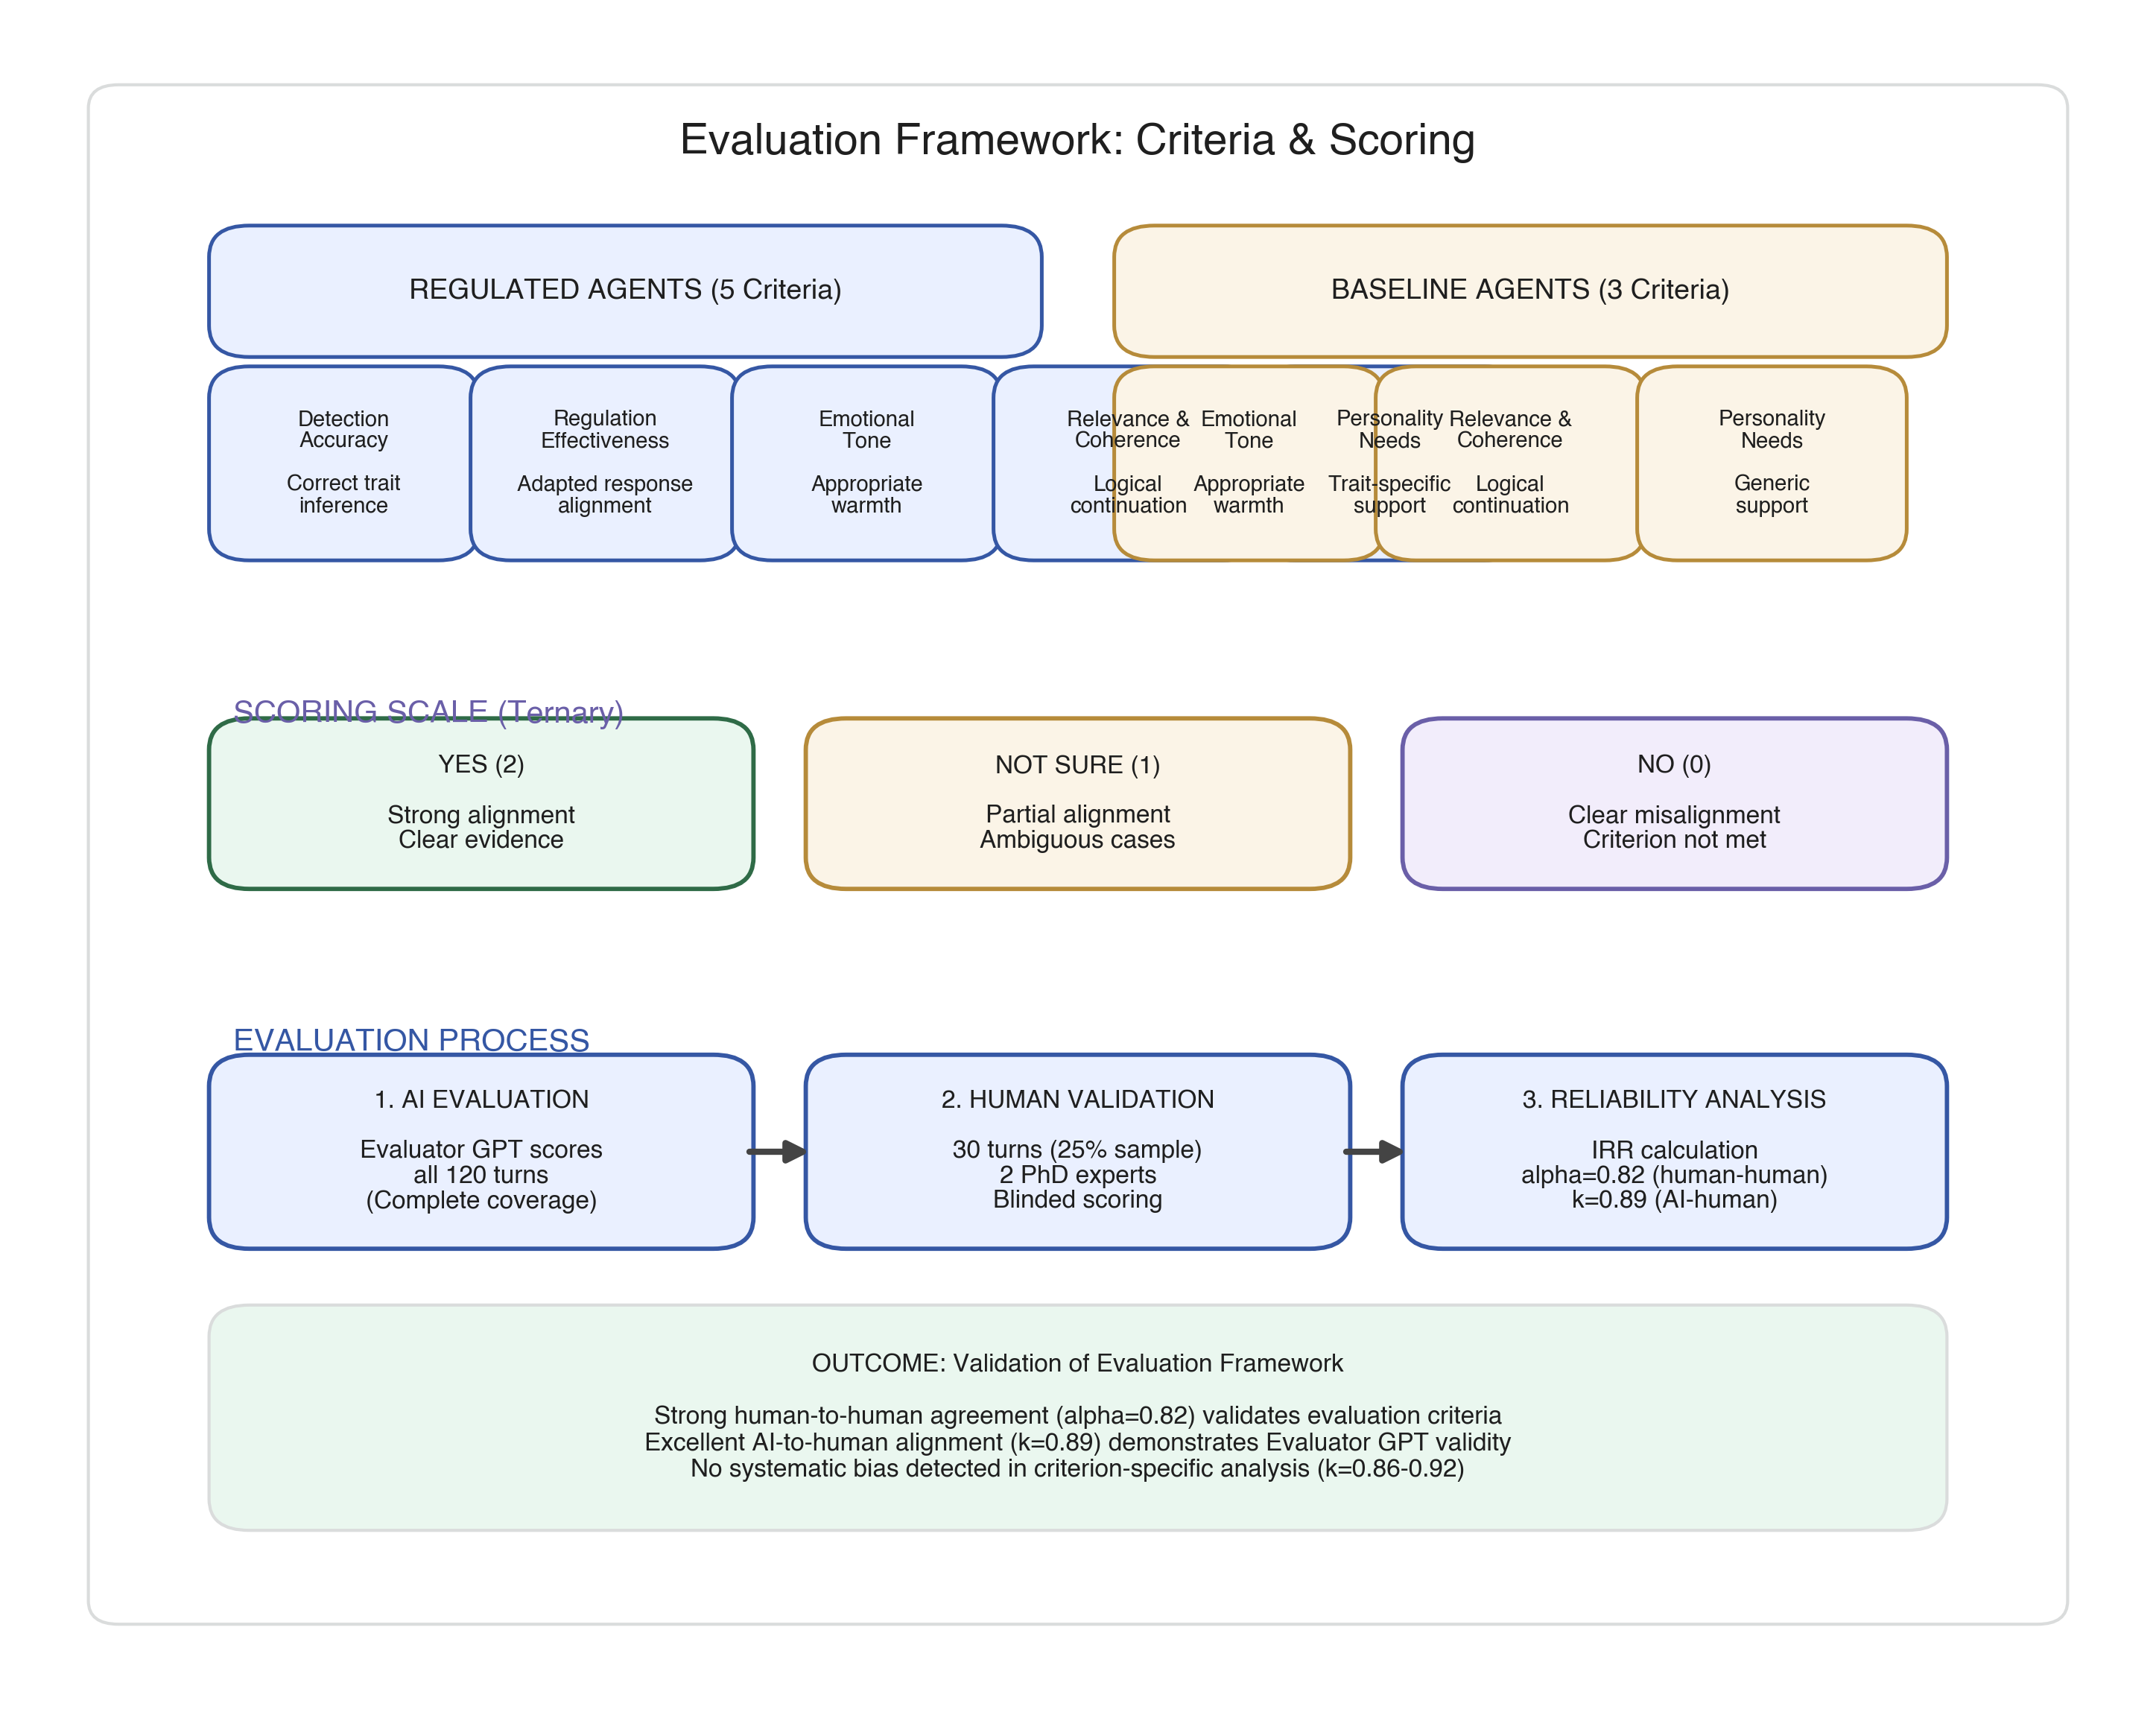 Evaluation Framework: Criteria & Scoring
REGULATED AGENTS (5 Criteria)
BASELINE AGENTS (3 Criteria)
Detection
Accuracy
Correct trait
inference
Regulation
Effectiveness
Adapted response
alignment
Emotional
Tone
Appropriate
warmth
Relevance &
Coherence
Logical
continuation
Personality
Needs
Trait-specific
support
Emotional
Tone
Appropriate
warmth
Relevance &
Coherence
Logical
continuation
Personality
Needs
Generic
support
SCORING SCALE (Ternary)
YES (2)
Strong alignment
Clear evidence
NOT SURE (1)
Partial alignment
Ambiguous cases
NO (0)
Clear misalignment
Criterion not met
EVALUATION PROCESS
1. AI EVALUATION
Evaluator GPT scores
all 120 turns
(Complete coverage)
2. HUMAN VALIDATION
30 turns (25% sample)
2 PhD experts
Blinded scoring
3. RELIABILITY ANALYSIS
IRR calculation
alpha=0.82 (human-human)
k=0.89 (AI-human)
OUTCOME: Validation of Evaluation Framework
Strong human-to-human agreement (alpha=0.82) validates evaluation criteria
Excellent AI-to-human alignment (k=0.89) demonstrates Evaluator GPT validity
No systematic bias detected in criterion-specific analysis (k=0.86-0.92)